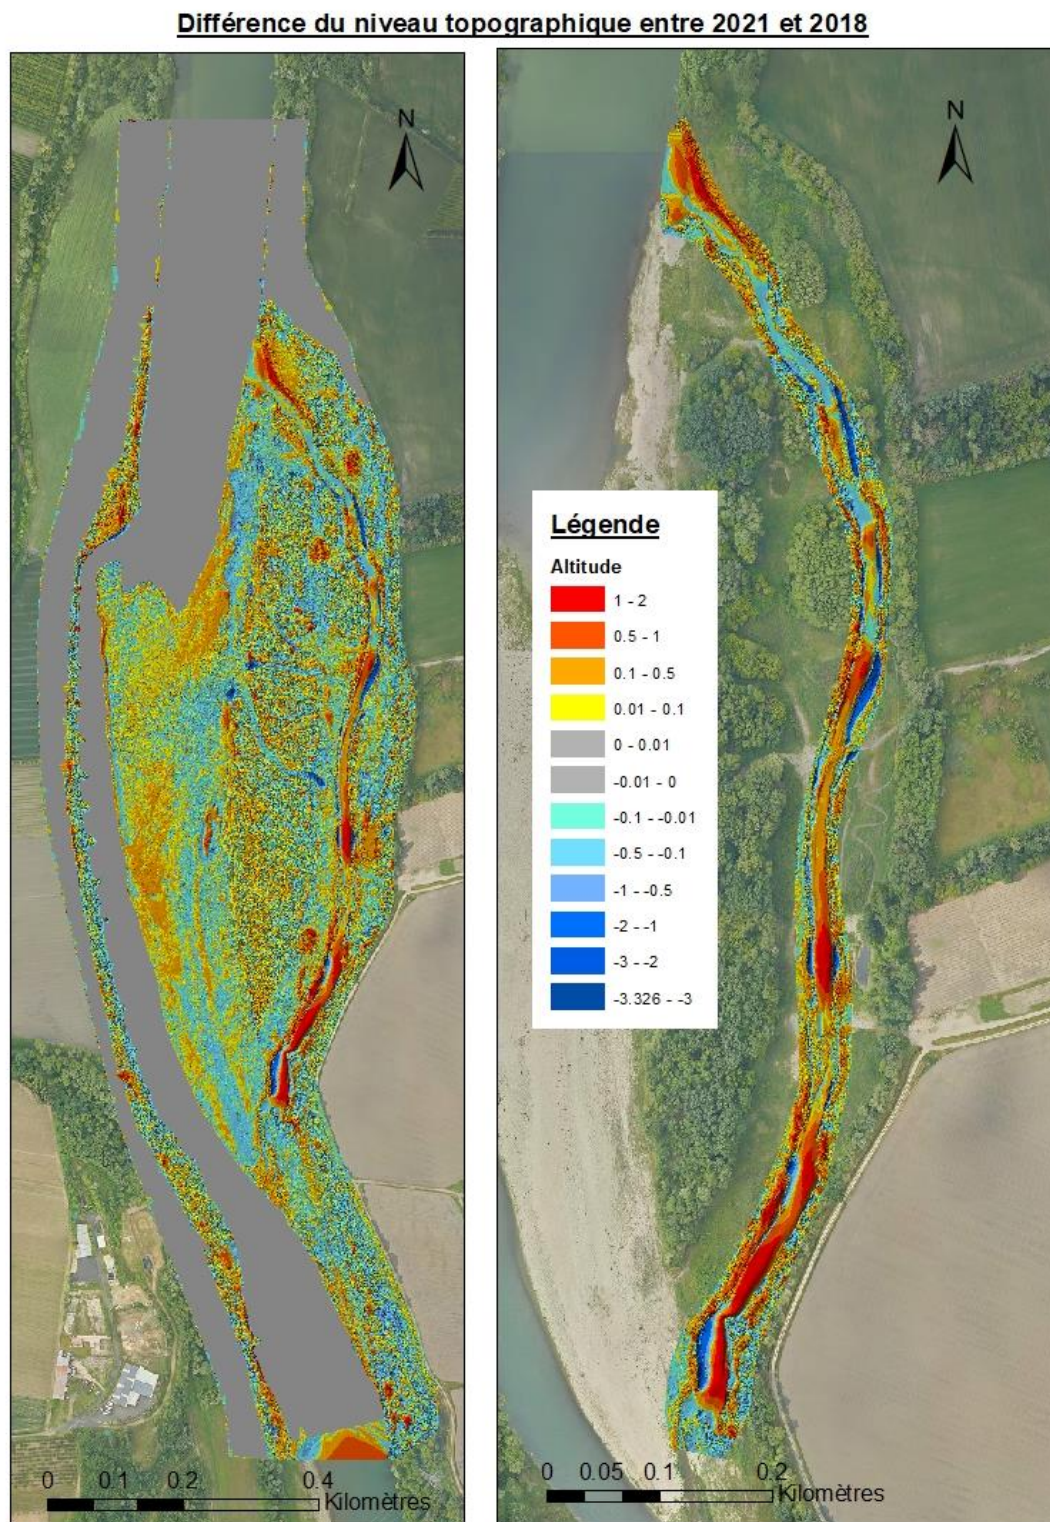 Différence du niveau topographique entre 2021 et 2018
N
N
Légende
Altitude
1 - 2
0.5 - 1
0.1 - 0.5
0.01 - 0.1
0 - 0.01
-0.01 - 0
-0.1 - -0.01
-0.5 - -0.1
-1 - -0.5
-2 - -1
-3 - -2
-3.326 - -3
0 0.1 0.2 0.4
Kilomètres
0 0.05 0.1 0.2
Kilomètres